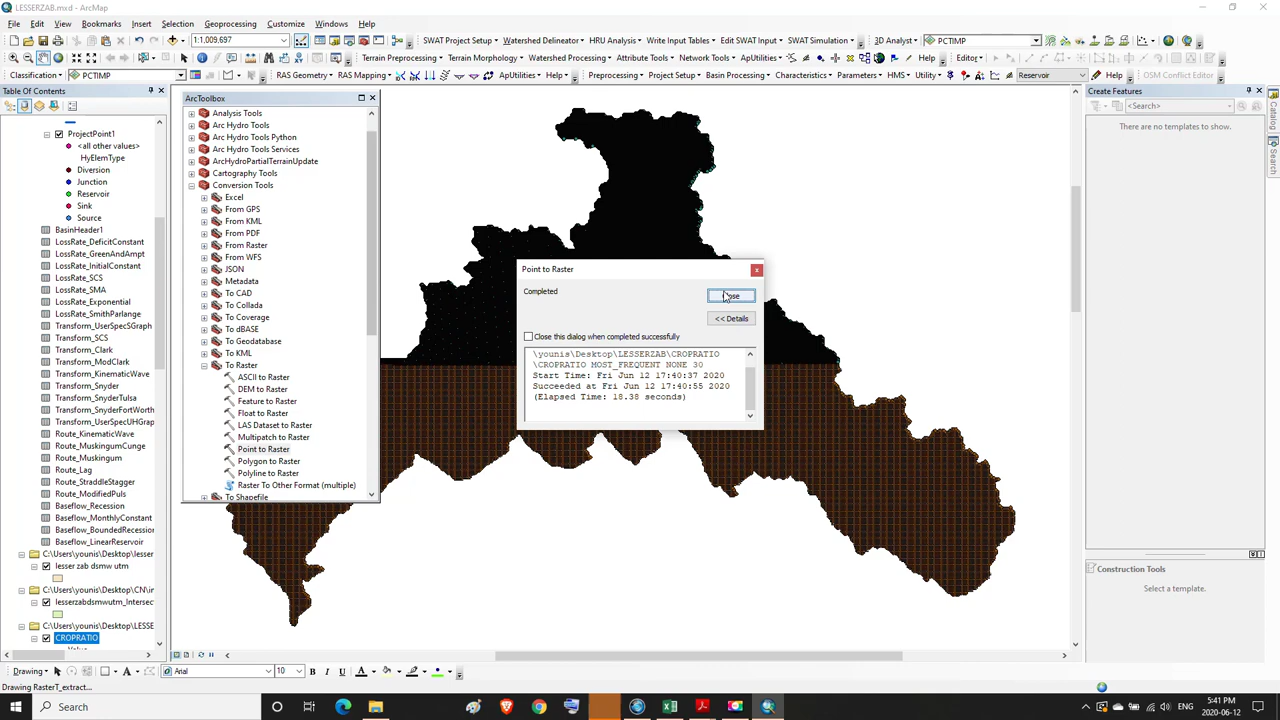 LESSERZAB.mxd - ArcMap
File Edit View Bookmarks Insert Selection Geoprocessing Customize Windows Help
1:1,009,697
SWAT Project Setup Watershed Delineator HRU Analysis Write Input Tables Edit SWAT Input SWAT Simulation
3D Analyst PCTIMP
Terrain Preprocessing Terrain Morphology Watershed Processing Attribute Tools Network Tools ApUtilities Help
Editor
Classification PCTIMP
RAS Geometry RAS Mapping ApUtilities Help
Preprocessing Project Setup Basin Processing Characteristics Parameters HMS Utility Reservoir Help OSM Conflict Editor
Table Of Contents
ProjectPoint1
<all other values>
HyElemType
Diversion
Junction
Reservoir
Sink
Source
BasinHeader1
LossRate_DeficitConstant
LossRate_GreenAndAmpt
LossRate_InitialConstant
LossRate_SCS
LossRate_SMA
LossRate_Exponential
LossRate_SmithParlange
Transform_UserSpecSGraph
Transform_SCS
Transform_Clark
Transform_ModClark
Transform_KinematicWave
Transform_Snyder
Transform_SnyderTulsa
Transform_SnyderFortWorth
Transform_UserSpecUHGraph
Route_KinematicWave
Route_MuskingumCunge
Route_Muskingum
Route_Lag
Route_StraddleStaggler
Route_ModifiedPuls
Baseflow_Recession
Baseflow_MonthlyConstant
Baseflow_BoundedRecession
Baseflow_LinearReservoir
C:\Users\younis\Desktop\lesser
lesser zab dsmw utm
C:\Users\younis\Desktop\CN\in
lesserzabdsmwutm_Intersec
C:\Users\younis\Desktop\LESSE
CROPRATIO
Value
ArcToolbox
Analysis Tools
Arc Hydro Tools
Arc Hydro Tools Python
Arc Hydro Tools Services
ArcHydroPartialTerrainUpdate
Cartography Tools
Conversion Tools
Excel
From GPS
From KML
From PDF
From Raster
From WFS
JSON
Metadata
To CAD
To Collada
To Coverage
To dBASE
To Geodatabase
To KML
To Raster
ASCII to Raster
DEM to Raster
Feature to Raster
Float to Raster
LAS Dataset to Raster
Multipatch to Raster
Point to Raster
Polygon to Raster
Polyline to Raster
Raster To Other Format (multiple)
To Shapefile
Point to Raster
Completed
<< Details
Close this dialog when completed successfully
\younis\Desktop\LESSERZAB\CROPRATIO
\CROPRATIO MOST_FREQUENT NONE 30
Start Time: Fri Jun 12 17:40:37 2020
Succeeded at Fri Jun 12 17:40:55 2020
(Elapsed Time: 18.38 seconds)
Create Features
<Search>
There are no templates to show.
Construction Tools
Select a template.
Catalog
Search
Drawing
Arial 10 B I U A
Drawing RasterT_extract...
Search
ENG
5:41 PM
2020-06-12